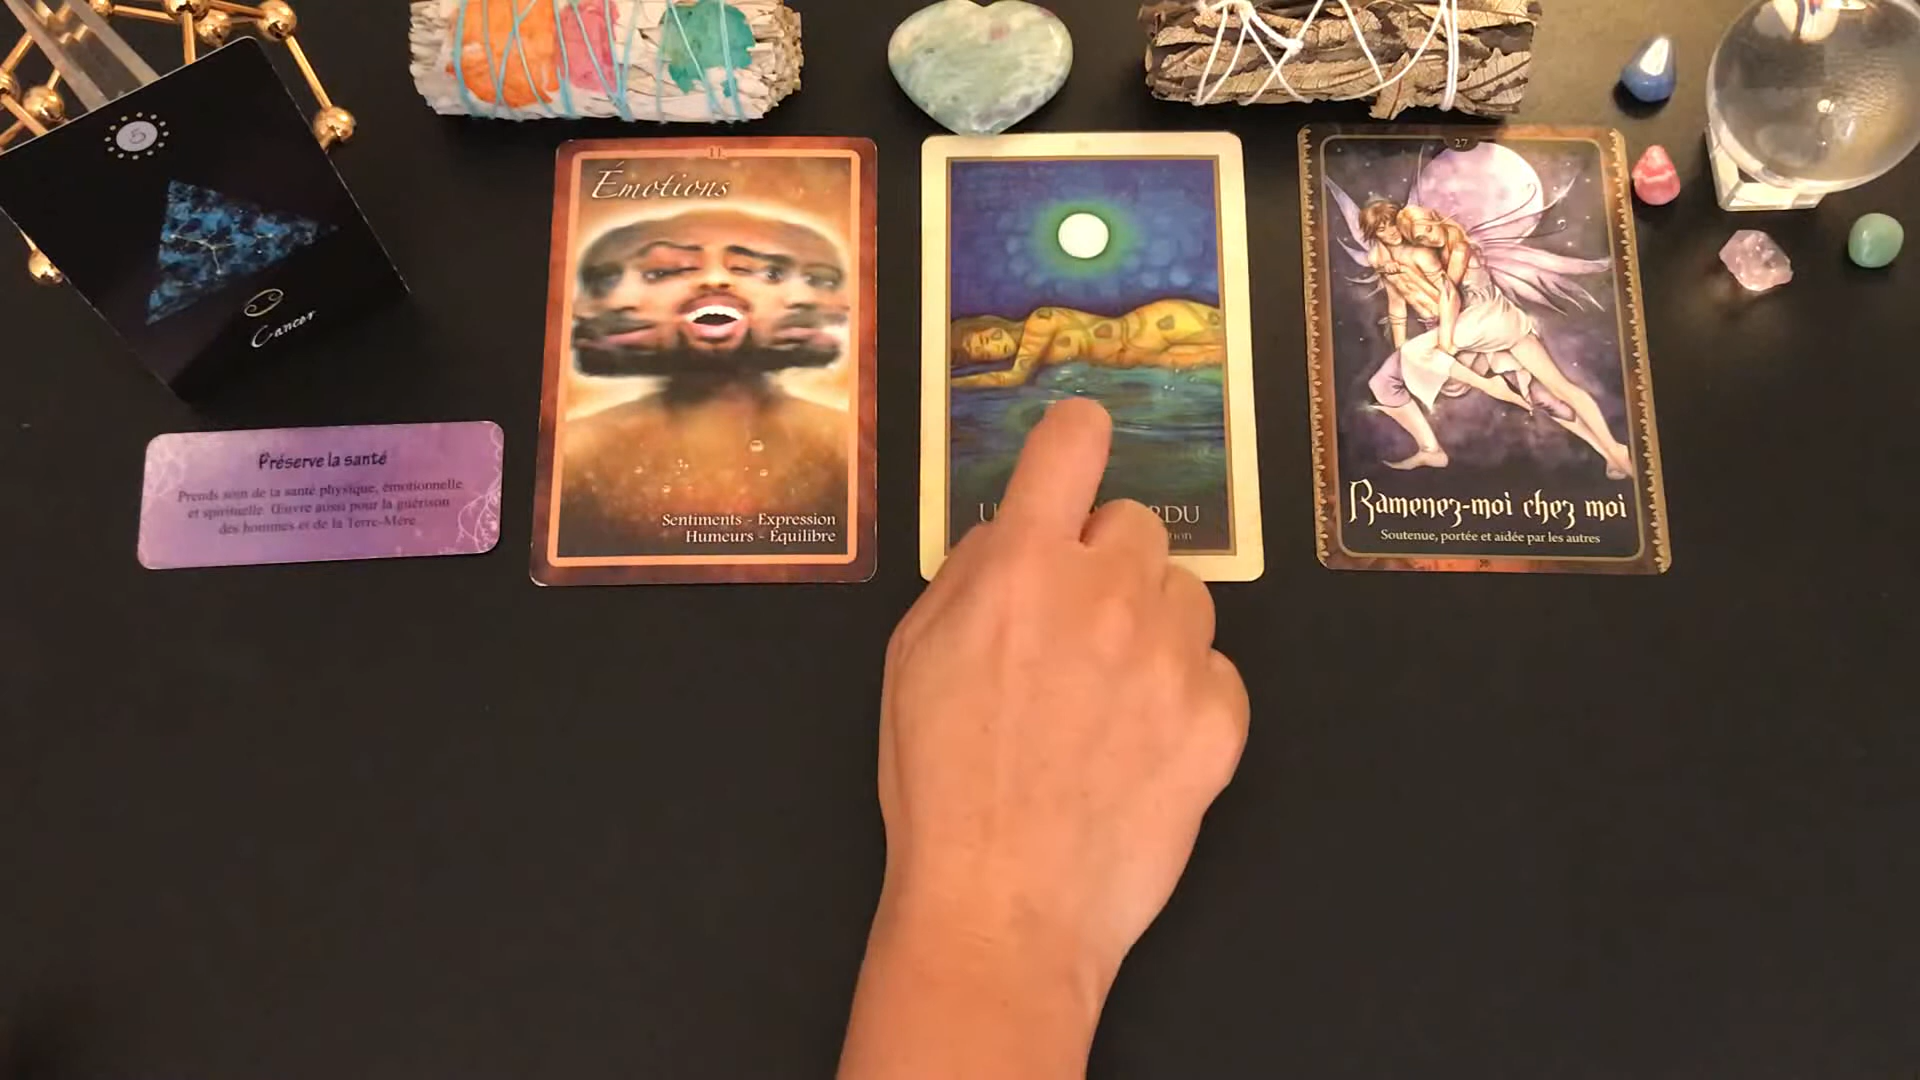 5
Cancer
Préserve la santé
Prends soin de ta santé physique, émotionnelle
et spirituelle. Œuvre aussi pour la guérison
des hommes et de la Terre-Mère.
11
Émotions
Sentiments - Expression
Humeurs - Équilibre
27
Ramenez-moi chez moi
Soutenue, portée et aidée par les autres